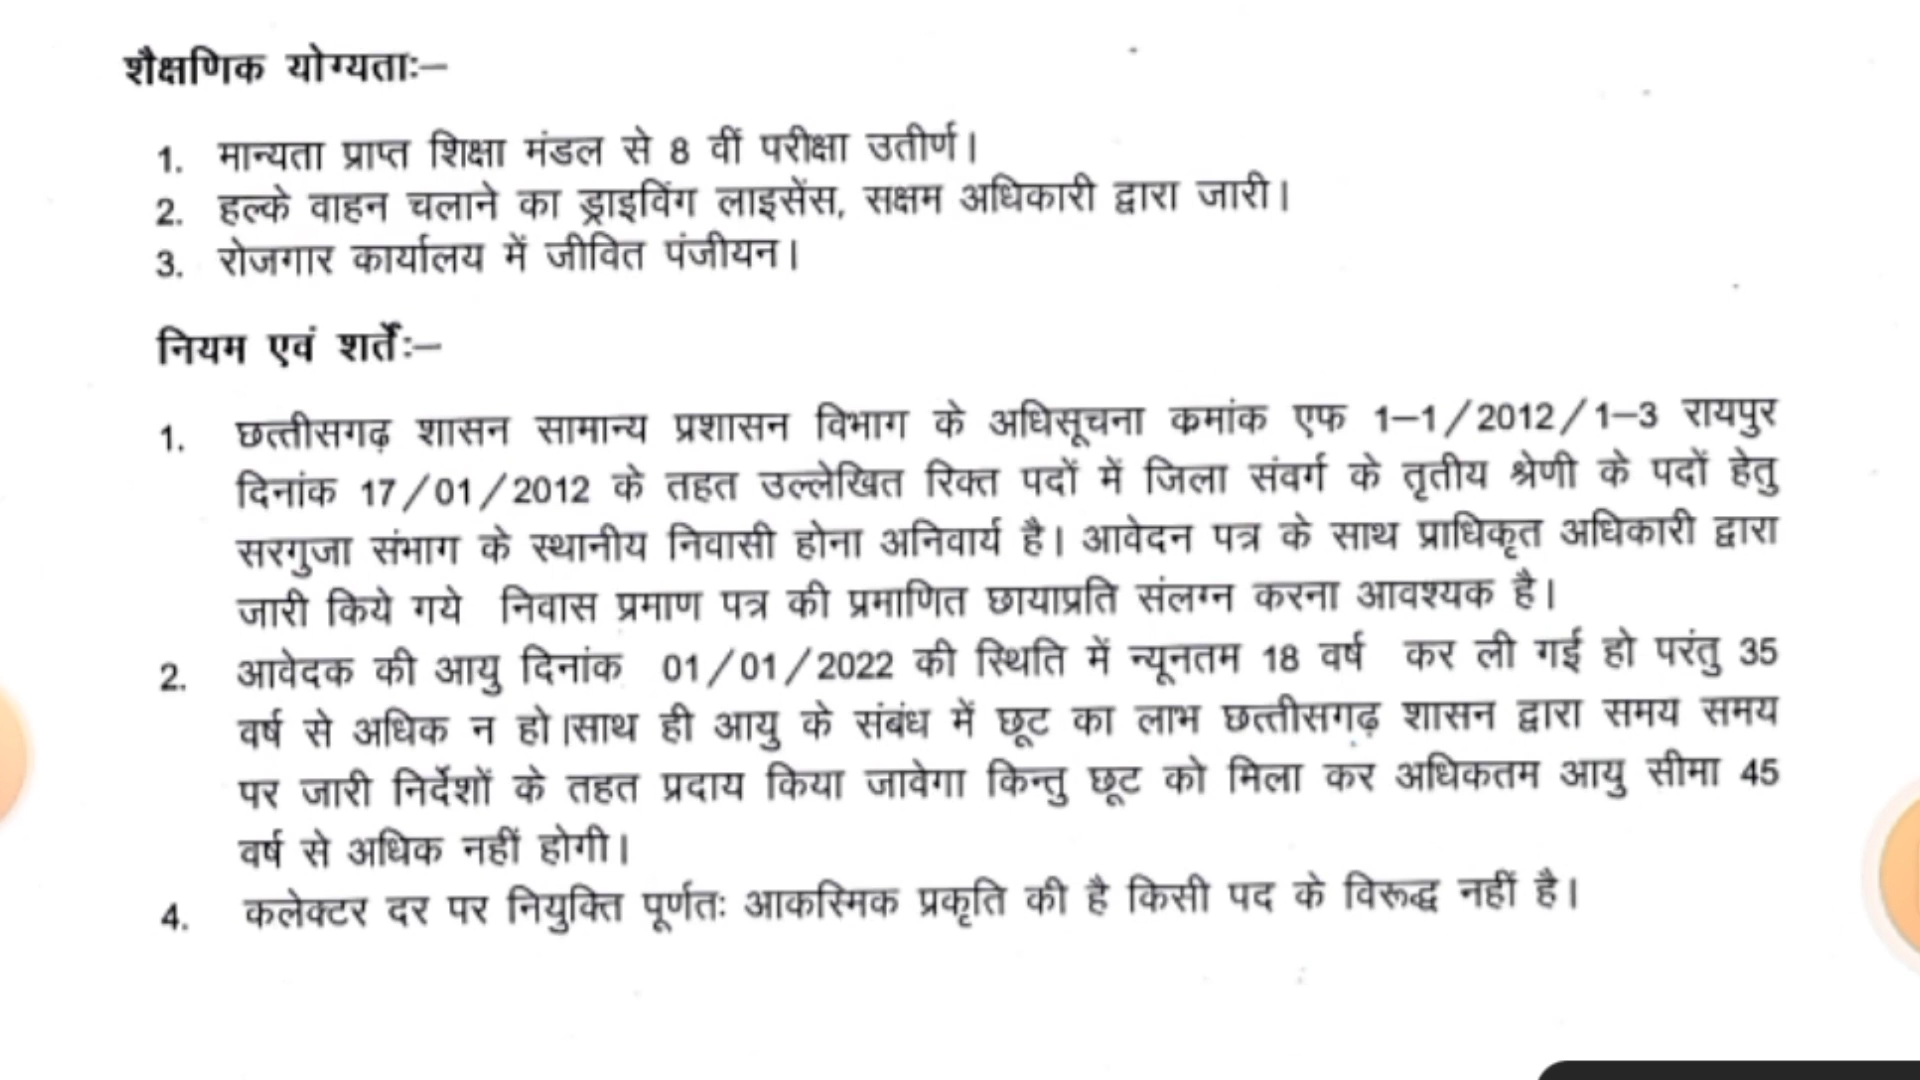 शैक्षणिक योग्यताः–
1. मान्यता प्राप्त शिक्षा मंडल से 8 वीं परीक्षा उतीर्ण।
2. हल्के वाहन चलाने का ड्राइविंग लाइसेंस, सक्षम अधिकारी द्वारा जारी।
3. रोजगार कार्यालय में जीवित पंजीयन।
नियम एवं शर्तेः–
1. छत्तीसगढ़ शासन सामान्य प्रशासन विभाग के अधिसूचना कमांक एफ 1–1/2012/1–3 रायपुर
दिनांक 17/01/2012 के तहत उल्लेखित रिक्त पदों में जिला संवर्ग के तृतीय श्रेणी के पदों हेतु
सरगुजा संभाग के स्थानीय निवासी होना अनिवार्य है। आवेदन पत्र के साथ प्राधिकृत अधिकारी द्वारा
जारी किये गये निवास प्रमाण पत्र की प्रमाणित छायाप्रति संलग्न करना आवश्यक है।
2. आवेदक की आयु दिनांक 01/01/2022 की स्थिति में न्यूनतम 18 वर्ष कर ली गई हो परंतु 35
वर्ष से अधिक न हो।साथ ही आयु के संबंध में छूट का लाभ छत्तीसगढ़ शासन द्वारा समय समय
पर जारी निर्देशों के तहत प्रदाय किया जावेगा किन्तु छूट को मिला कर अधिकतम आयु सीमा 45
वर्ष से अधिक नहीं होगी।
4. कलेक्टर दर पर नियुक्ति पूर्णतः आकस्मिक प्रकृति की है किसी पद के विरूद्ध नहीं है।